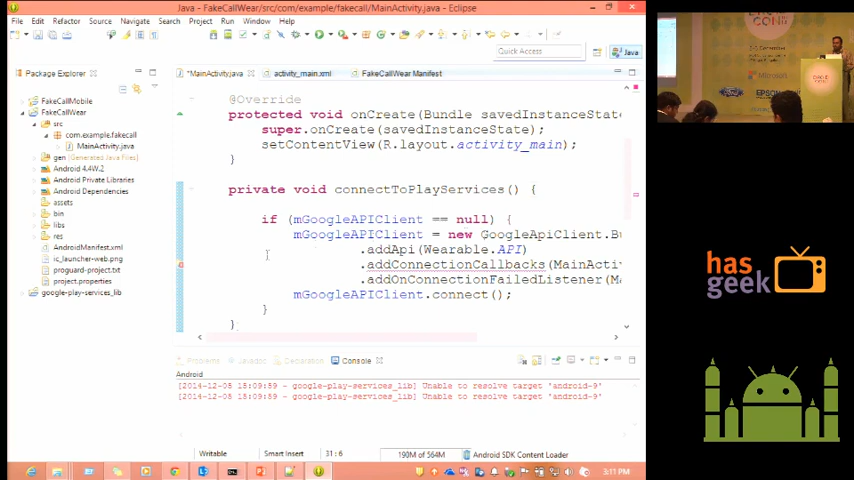 Java - FakeCallWear/src/com/example/fakecall/MainActivity.java - Eclipse
File Edit Refactor Source Navigate Search Project Run Window Help
Quick Access
Java
Package Explorer
*MainActivity.java
activity_main.xml
FakeCallWear Manifest
FakeCallMobile
FakeCallWear
src
com.example.fakecall
MainActivity.java
gen [Generated Java Files]
Android 4.4W.2
Android Private Libraries
Android Dependencies
assets
bin
libs
res
AndroidManifest.xml
ic_launcher-web.png
proguard-project.txt
project.properties
google-play-services_lib
@Override
protected void onCreate(Bundle savedInstanceState
super.onCreate(savedInstanceState);
setContentView(R.layout.activity_main);
}
private void connectToPlayServices() {
if (mGoogleAPIClient == null) {
mGoogleAPIClient = new GoogleApiClient.Bu
.addApi(Wearable.API)
.addConnectionCallbacks(MainActiv
.addOnConnectionFailedListener(M
mGoogleAPIClient.connect();
}
}
Problems
Javadoc
Declaration
Console
Android
[2014-12-08 18:09:59 - google-play-services_lib] Unable to resolve target 'android-9'
[2014-12-08 18:09:59 - google-play-services_lib] Unable to resolve target 'android-9'
Writable
Smart Insert
31 : 6
190M of 564M
Android SDK Content Loader
3:11 PM
Microsoft
EPSON
has
geek